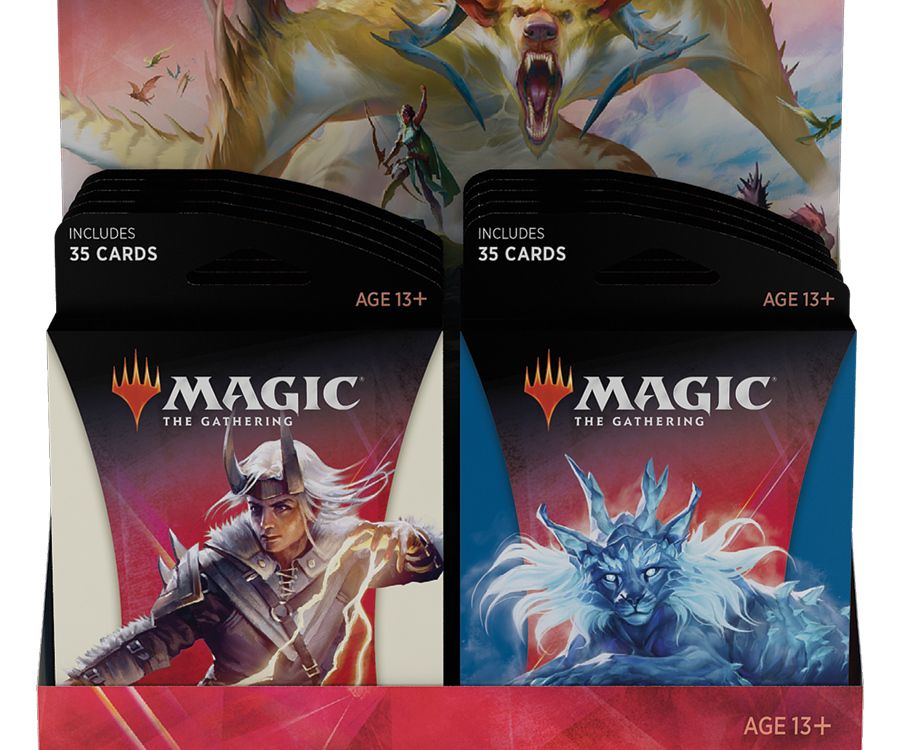 INCLUDES
35 CARDS
AGE 13+
MAGIC
THE GATHERING
INCLUDES
35 CARDS
AGE 13+
MAGIC
THE GATHERING
AGE 13+